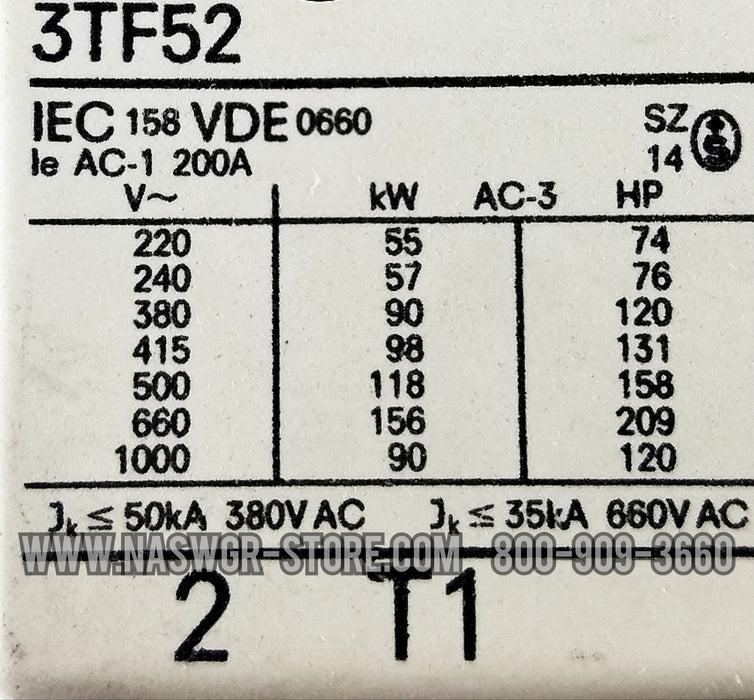 3TF52
IEC 158 VDE 0660 SZ
Ie AC-1 200A 14
V~ kW AC-3 HP
220 55 74
240 57 76
380 90 120
415 98 131
500 118 158
660 156 209
1000 90 120
Jk ≤ 50kA 380V AC Jk ≤ 35kA 660V AC
WWW.NASWGR-STORE.COM 800-909-3660
2 T1